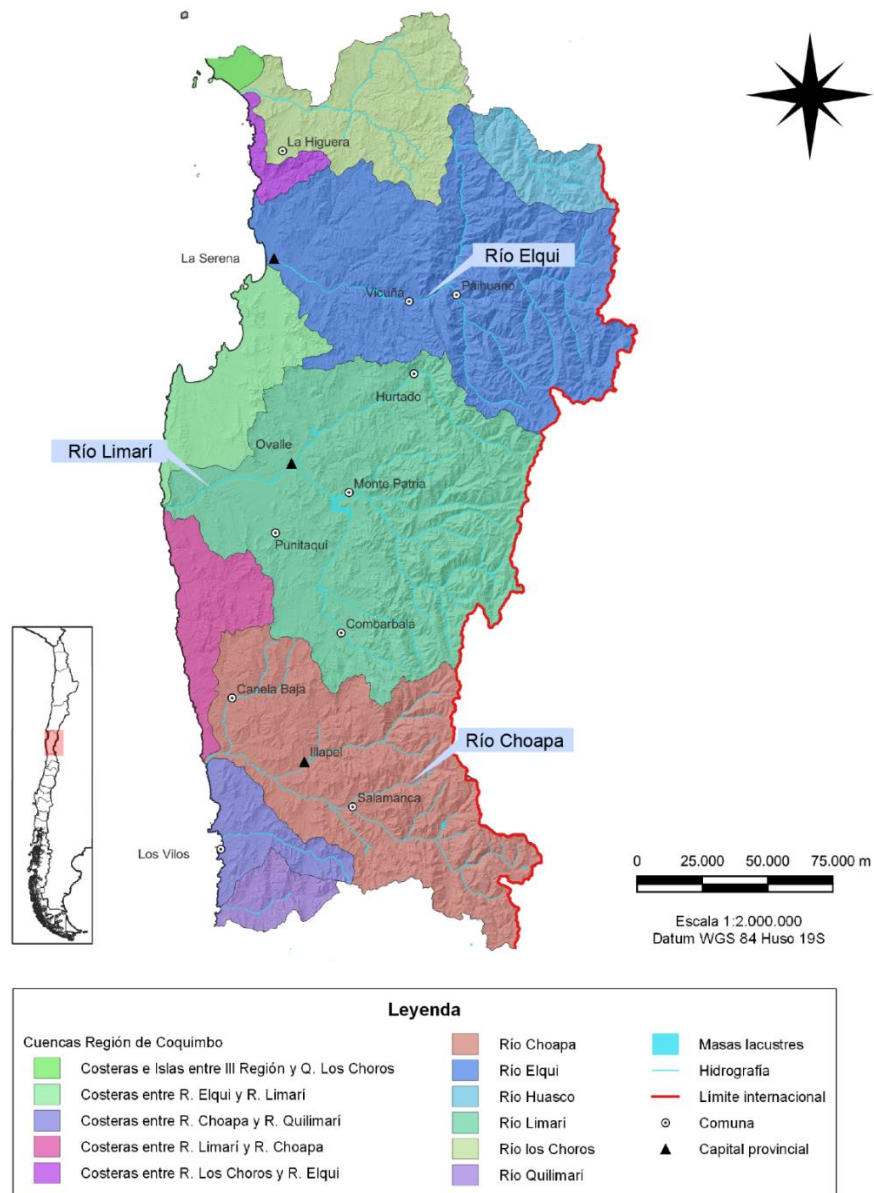 La Higuera
La Serena
Río Elqui
Vicuña
Paihuano
Hurtado
Río Limarí
Ovalle
Monte Patria
Punitaqui
Combarbalá
Canela Baja
Illapel
Río Choapa
Salamanca
Los Vilos
0 25.000 50.000 75.000 m
Escala 1:2.000.000
Datum WGS 84 Huso 19S
Leyenda
Cuencas Región de Coquimbo
Costeras e Islas entre III Región y Q. Los Choros
Costeras entre R. Elqui y R. Limarí
Costeras entre R. Choapa y R. Quilimarí
Costeras entre R. Limarí y R. Choapa
Costeras entre R. Los Choros y R. Elqui
Río Choapa
Río Elqui
Río Huasco
Río Limarí
Río los Choros
Río Quilimarí
Masas lacustres
Hidrografía
Límite internacional
Comuna
Capital provincial